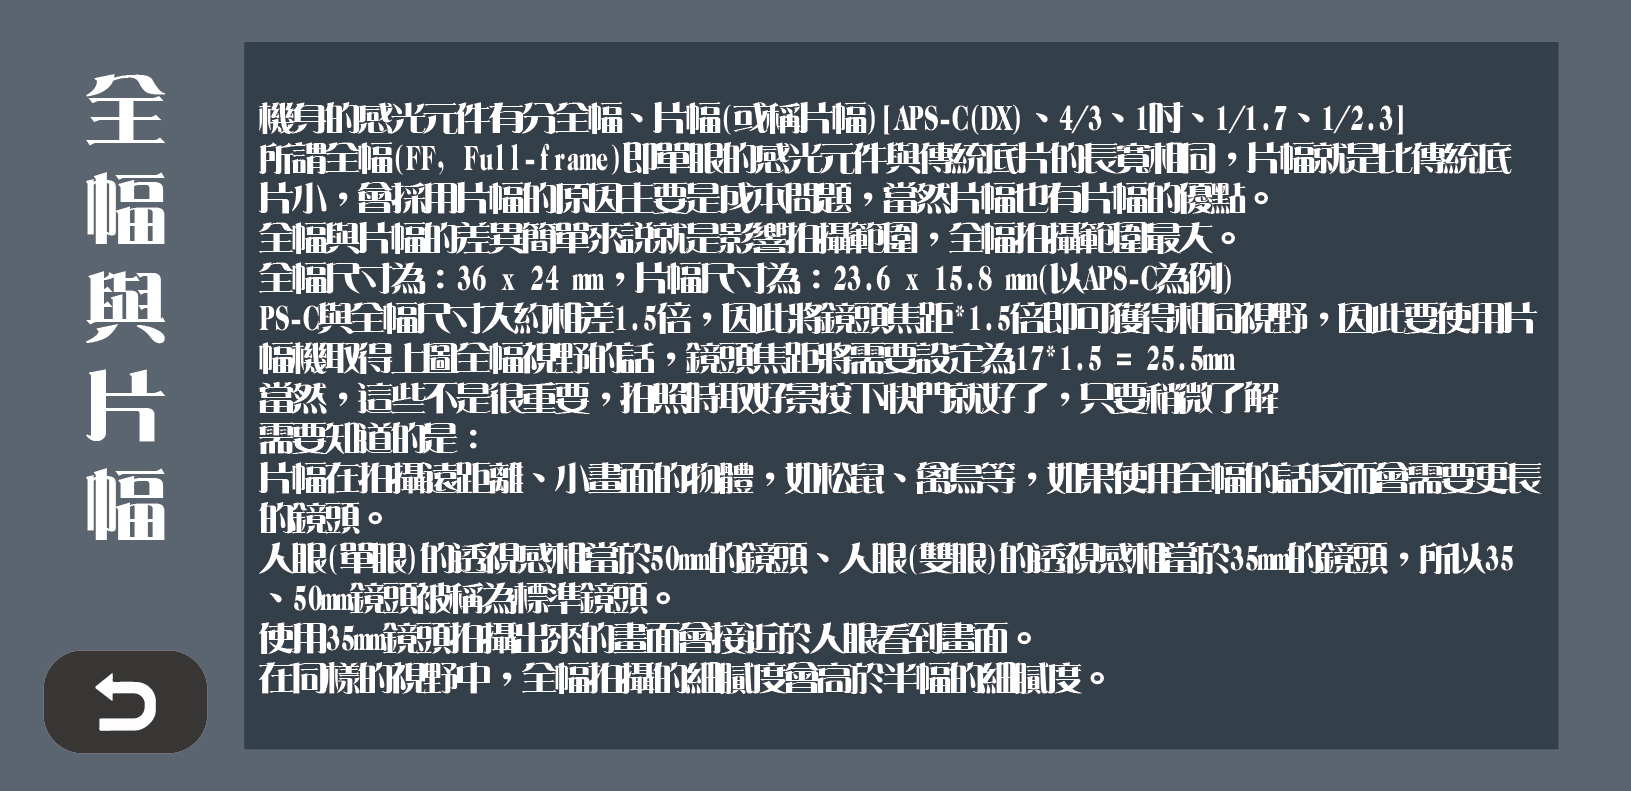 全幅與片幅
機身的感光元件有分全幅、片幅(或稱片幅)[APS-C(DX)、4/3、1吋、1/1.7、1/2.3]
所謂全幅(FF, Full-frame)即單眼的感光元件與傳統底片的長寬相同，片幅就是比傳統底
片小，會採用片幅的原因主要是成本問題，當然片幅也有片幅的優點。
全幅與片幅的差異簡單來說就是影響拍攝範圍，全幅拍攝範圍最大。
全幅尺寸為：36 x 24 mm，片幅尺寸為：23.6 x 15.8 mm(以APS-C為例)
PS-C與全幅尺寸大約相差1.5倍，因此將鏡頭焦距*1.5倍即可獲得相同視野，因此要使用片
幅機取得上圖全幅視野的話，鏡頭焦距將需要設定為17*1.5 = 25.5mm
當然，這些不是很重要，拍照時取好景按下快門就好了，只要稍微了解
需要知道的是：
片幅在拍攝遠距離、小畫面的物體，如松鼠、禽鳥等，如果使用全幅的話反而會需要更長
的鏡頭。
人眼(單眼)的透視感相當於50mm的鏡頭、人眼(雙眼)的透視感相當於35mm的鏡頭，所以35
、50mm鏡頭被稱為標準鏡頭。
使用35mm鏡頭拍攝出來的畫面會接近於人眼看到畫面。
在同樣的視野中，全幅拍攝的細膩度會高於半幅的細膩度。